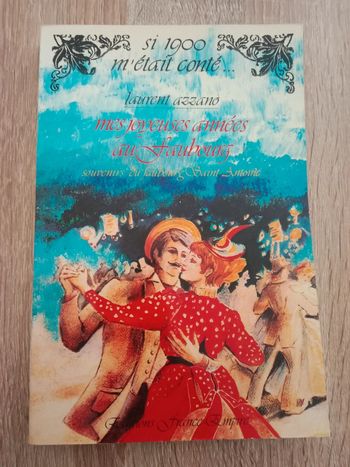 si 1900
m'était conté...
laurent azzano
mes joyeuses années
au Faubourg
souvenirs du faubourg Saint Antoine
Editions France-Empire